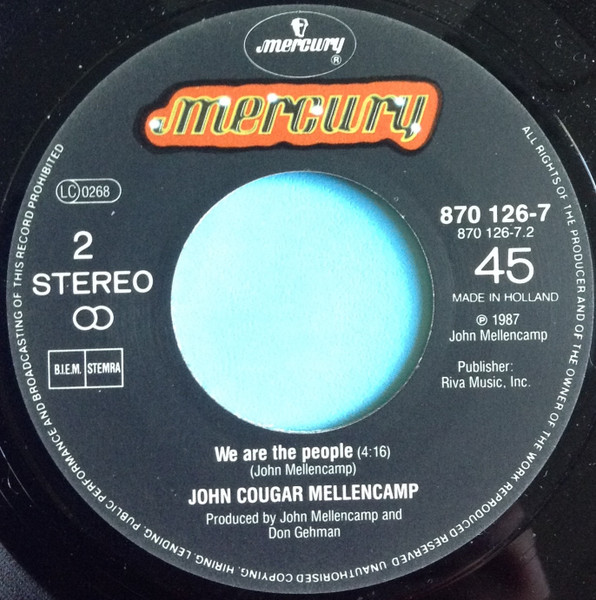 mercury
®
mercury
LC 0268
2
STEREO
B.I.E.M. STEMRA
870 126-7
870 126-7.2
45
MADE IN HOLLAND
℗ 1987
John Mellencamp
Publisher:
Riva Music, Inc.
We are the people (4:16)
(John Mellencamp)
JOHN COUGAR MELLENCAMP
Produced by John Mellencamp and
Don Gehman
ALL RIGHTS OF THE PRODUCER AND OF THE OWNER OF THE WORK REPRODUCED RESERVED. UNAUTHORISED COPYING, HIRING, LENDING, PUBLIC PERFORMANCE AND BROADCASTING OF THIS RECORD PROHIBITED